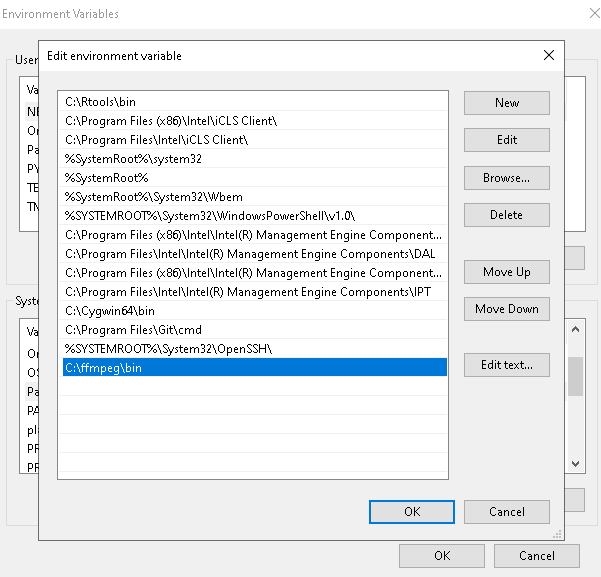 Environment Variables
Edit environment variable
User
Va
On
Pa
PY
TE
C:\Rtools\bin
C:\Program Files (x86)\Intel\iCLS Client\
C:\Program Files\Intel\iCLS Client\
%SystemRoot%\system32
%SystemRoot%
%SystemRoot%\System32\Wbem
%SYSTEMROOT%\System32\WindowsPowerShell\v1.0\
C:\Program Files (x86)\Intel\Intel(R) Management Engine Component...
C:\Program Files\Intel\Intel(R) Management Engine Components\DAL
C:\Program Files (x86)\Intel\Intel(R) Management Engine Component...
C:\Program Files\Intel\Intel(R) Management Engine Components\IPT
C:\Cygwin64\bin
C:\Program Files\Git\cmd
%SYSTEMROOT%\System32\OpenSSH\
C:\ffmpeg\bin
New
Edit
Browse...
Delete
Move Up
Move Down
Edit text...
Syste
Va
On
OS
Pa
PA
pl
PR
PR
OK
Cancel
OK
Cancel